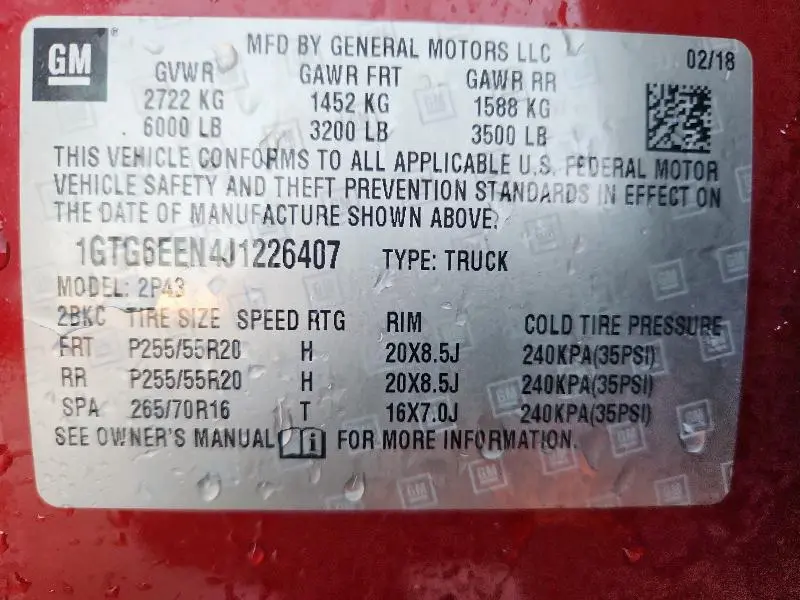 GM
MFD BY GENERAL MOTORS LLC 02/18
GVWR GAWR FRT GAWR RR
2722 KG 1452 KG 1588 KG
6000 LB 3200 LB 3500 LB
THIS VEHICLE CONFORMS TO ALL APPLICABLE U.S. FEDERAL MOTOR
VEHICLE SAFETY AND THEFT PREVENTION STANDARDS IN EFFECT ON
THE DATE OF MANUFACTURE SHOWN ABOVE.
1GTG6EEN4J1226407 TYPE: TRUCK
MODEL: 2P43
2BKC TIRE SIZE SPEED RTG RIM COLD TIRE PRESSURE
FRT P255/55R20 H 20X8.5J 240KPA(35PSI)
RR P255/55R20 H 20X8.5J 240KPA(35PSI)
SPA 265/70R16 T 16X7.0J 240KPA(35PSI)
SEE OWNER'S MANUAL i FOR MORE INFORMATION.